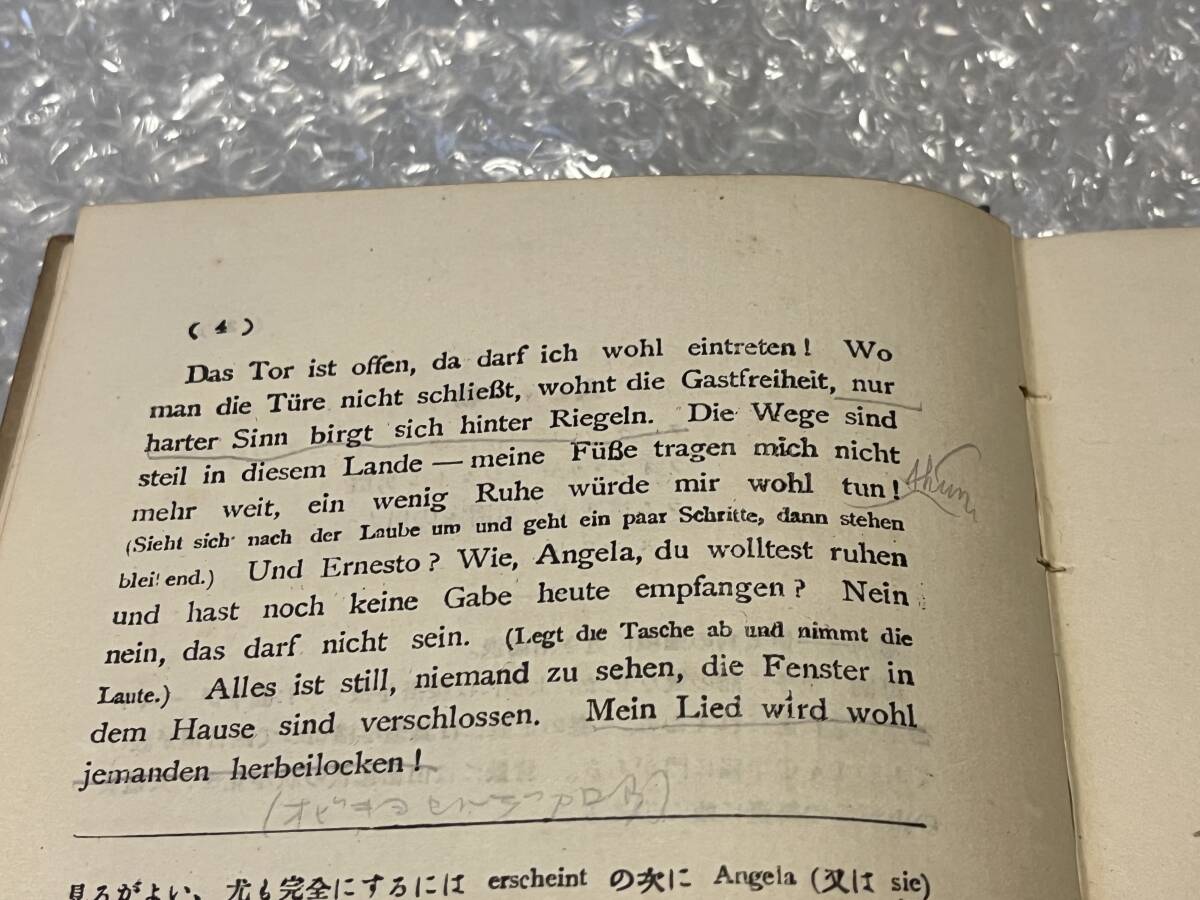 ( 4 )
Das Tor ist offen, da darf ich wohl eintreten! Wo
man die Türe nicht schließt, wohnt die Gastfreiheit, nur
harter Sinn birgt sich hinter Riegeln. Die Wege sind
steil in diesem Lande — meine Füße tragen mich nicht
mehr weit, ein wenig Ruhe würde mir wohl tun!
(Sieht sich nach der Laube um und geht ein paar Schritte, dann stehen
blei! end.) Und Ernesto? Wie, Angela, du wolltest ruhen
und hast noch keine Gabe heute empfangen? Nein
nein, das darf nicht sein. (Legt die Tasche ab und nimmt die
Laute.) Alles ist still, niemand zu sehen, die Fenster in
dem Hause sind verschlossen. Mein Lied wird wohl
jemanden herbeilocken!
見るがよい、尤も完全にするには erscheint の次に Angela (又は sie)